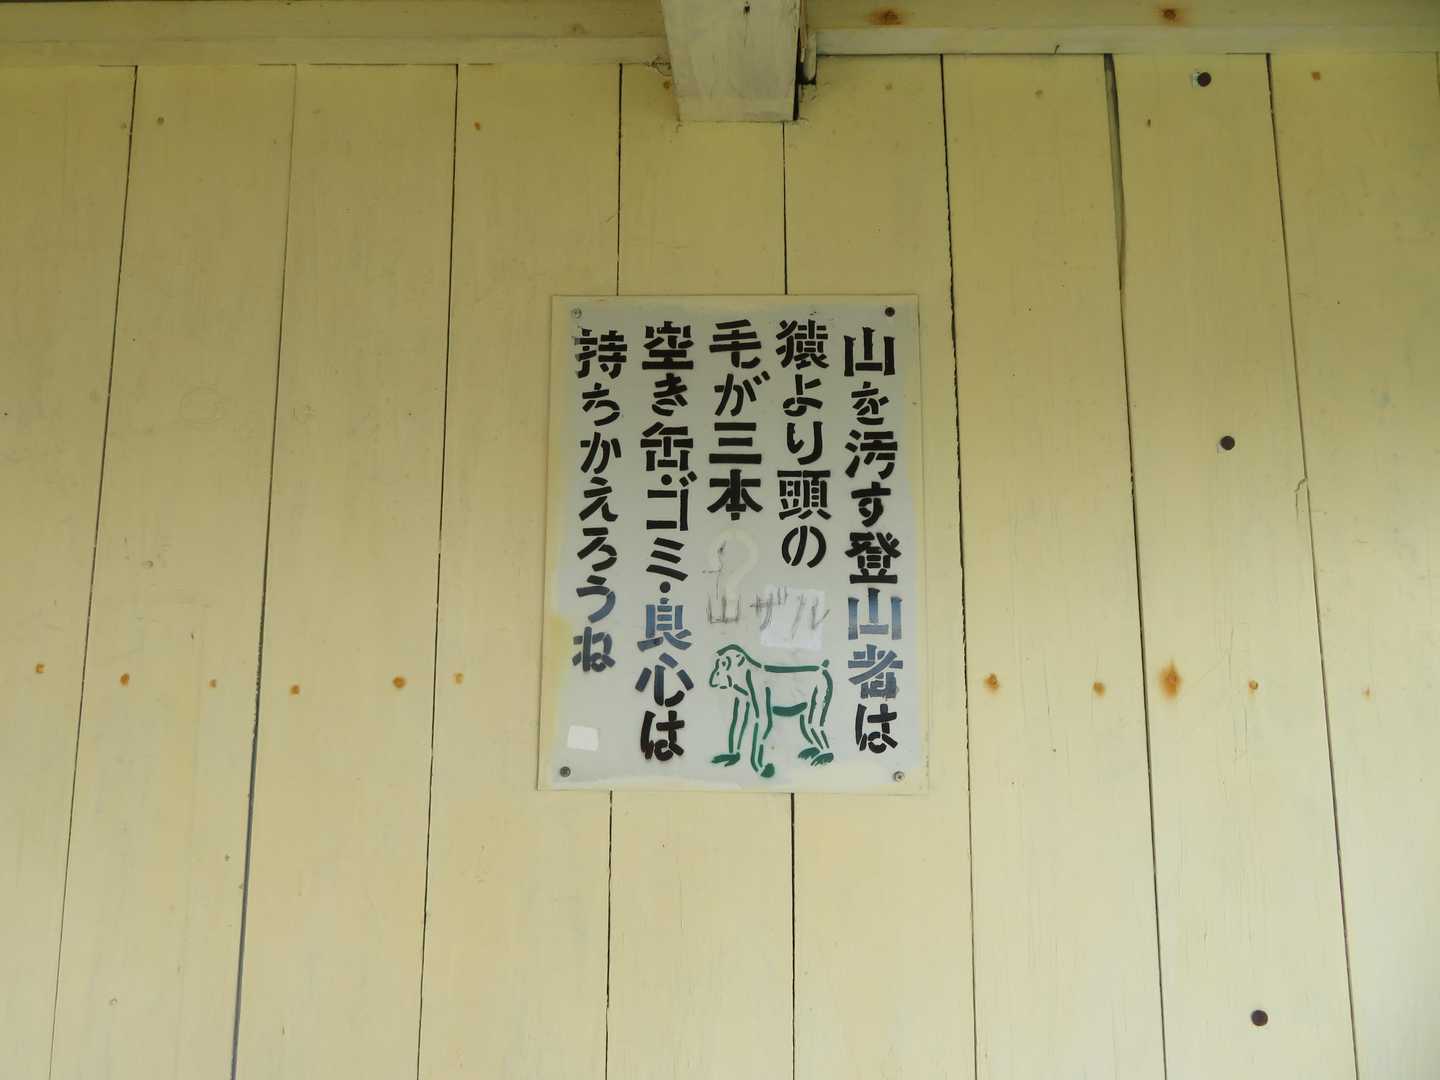 山を汚す登山者は
猿より頭の
毛が三本?
山ザル
空き缶・ゴミ・良心は
持ちかえろうね